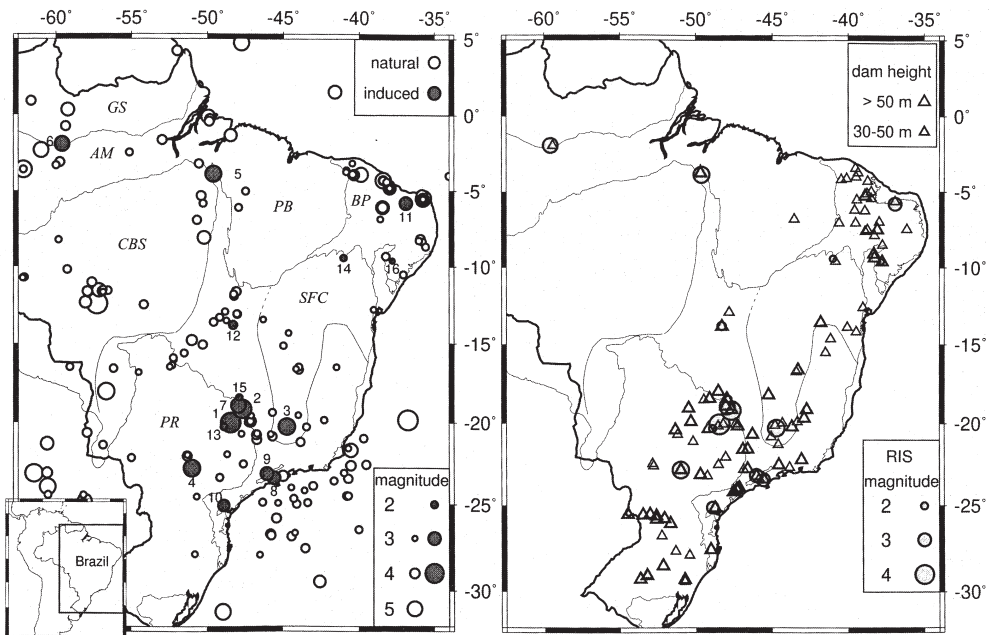 -60° -55° -50° -45° -40° -35°
5°
0°
-5°
-10°
-15°
-20°
-25°
-30°
natural
induced
GS
AM
CBS
PB
BP
SFC
PR
6
5
11
14
16
12
15
7
2
1
13
3
4
9
8
10
magnitude
2
3
4
5
Brazil
-60° -55° -50° -45° -40° -35°
5°
0°
-5°
-10°
-15°
-20°
-25°
-30°
dam height
> 50 m
30-50 m
RIS
magnitude
2
3
4